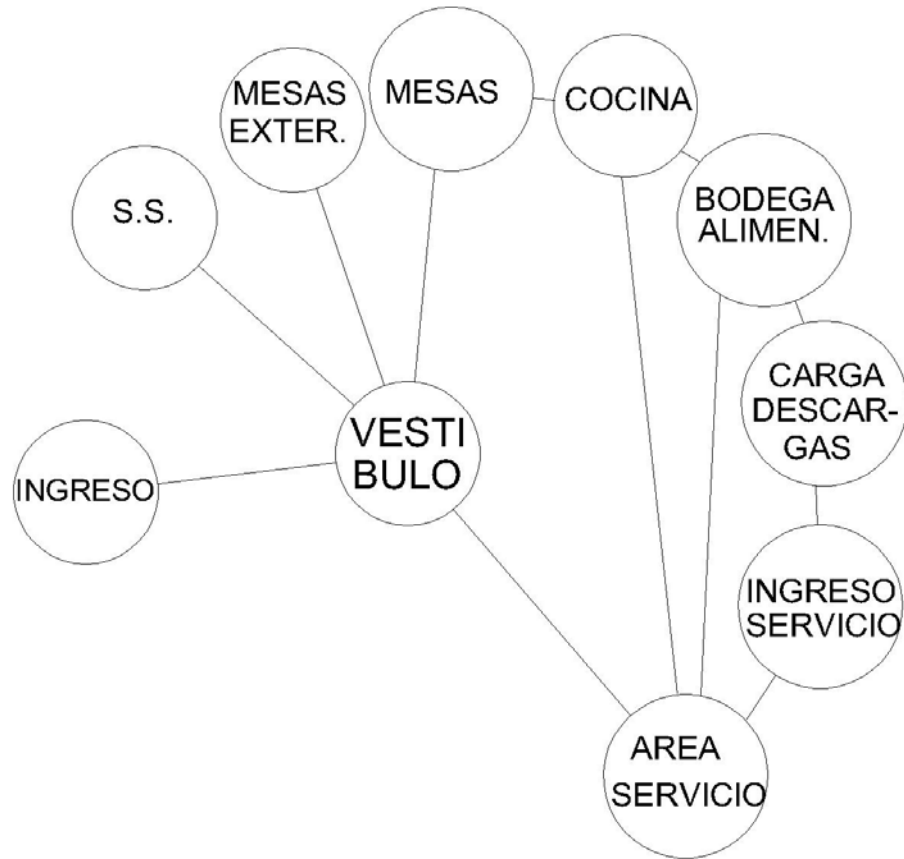 MESAS
EXTER.
MESAS
COCINA
S.S.
BODEGA
ALIMEN.
CARGA
DESCAR-
GAS
VESTI
BULO
INGRESO
INGRESO
SERVICIO
AREA
SERVICIO